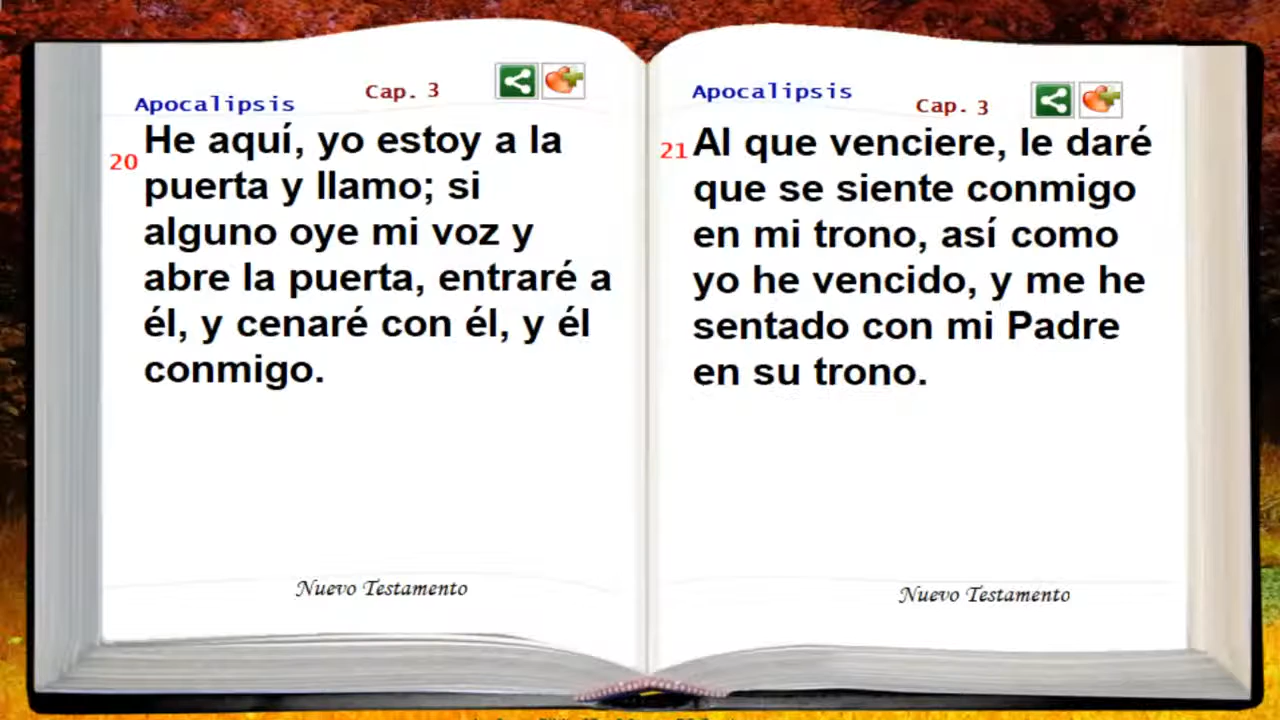 Apocalipsis Cap. 3
20 He aquí, yo estoy a la
puerta y llamo; si
alguno oye mi voz y
abre la puerta, entraré a
él, y cenaré con él, y él
conmigo.
Nuevo Testamento
Apocalipsis Cap. 3
21 Al que venciere, le daré
que se siente conmigo
en mi trono, así como
yo he vencido, y me he
sentado con mi Padre
en su trono.
Nuevo Testamento